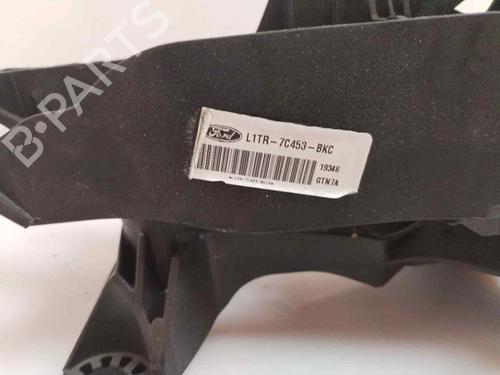 B-PARTS
Ford
L1TR-7C453-BKC
19346
GTN7A